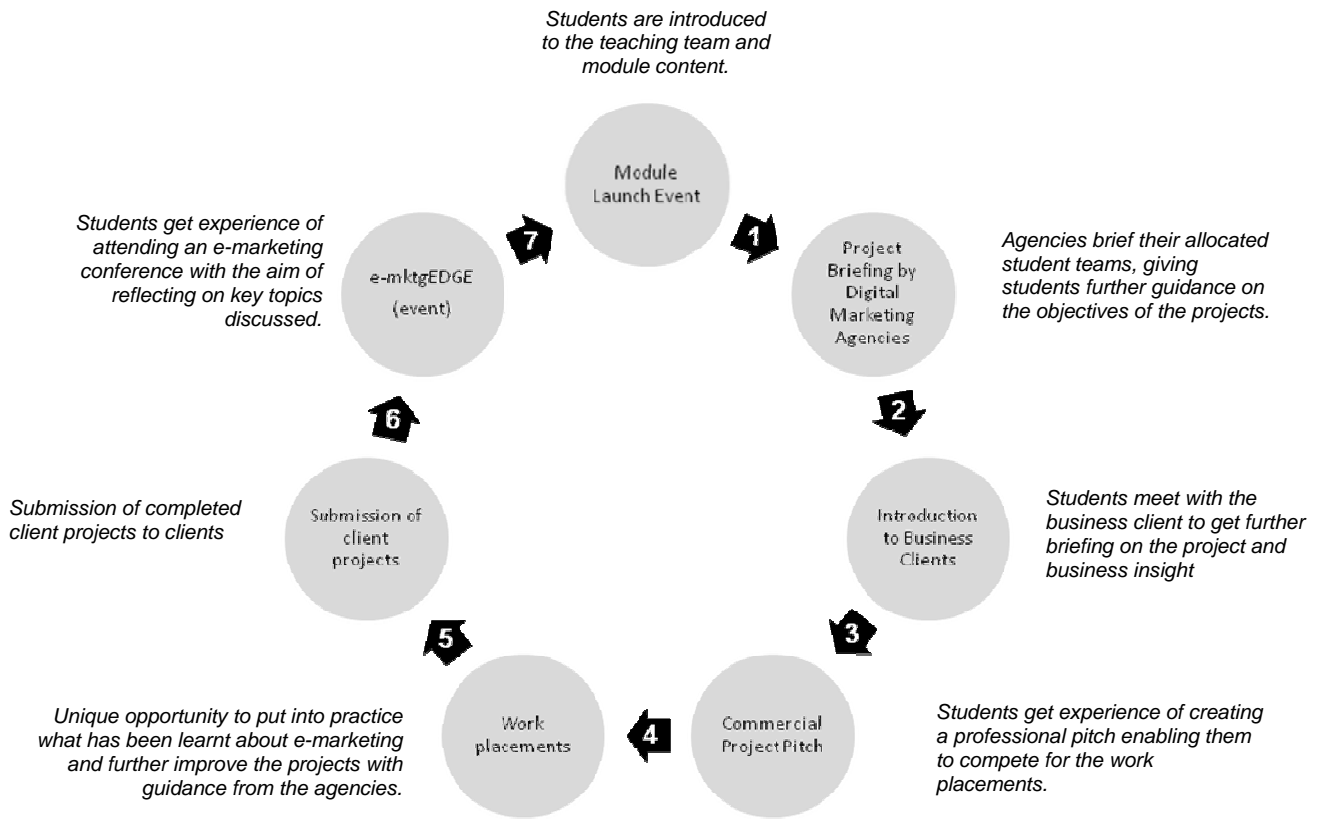 Students are introduced
to the teaching team and
module content.
Module
Launch Event
1
Project
Briefing by
Digital
Marketing
Agencies
Agencies brief their allocated
student teams, giving
students further guidance on
the objectives of the projects.
2
Introduction
to Business
Clients
Students meet with the
business client to get further
briefing on the project and
business insight
3
Commercial
Project Pitch
Students get experience of creating
a professional pitch enabling them
to compete for the work
placements.
4
Work
placements
Unique opportunity to put into practice
what has been learnt about e-marketing
and further improve the projects with
guidance from the agencies.
5
Submission of
client
projects
Submission of completed
client projects to clients
6
e-mktgEDGE
(event)
Students get experience of
attending an e-marketing
conference with the aim of
reflecting on key topics
discussed.
7